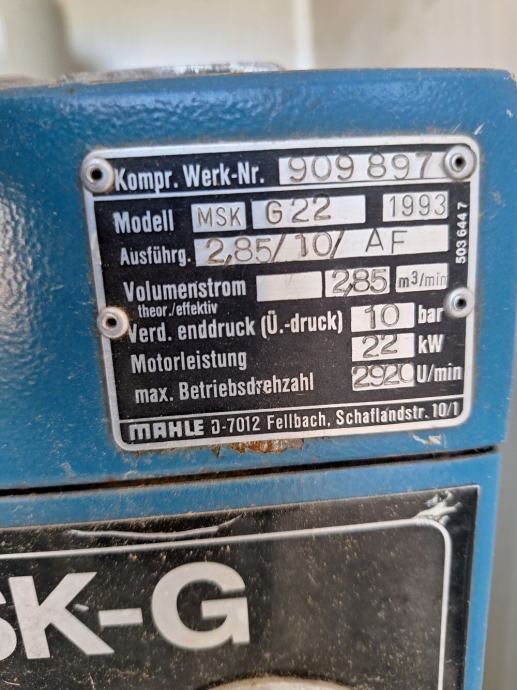 Kompr. Werk-Nr. 909 897
Modell MSK G22 1993
Ausführg. 2,85/10/ AF
Volumenstrom 2,85 m³/min
theor./effektiv
Verd. enddruck (Ü.-druck) 10 bar
Motorleistung 22 kW
max. Betriebsdrehzahl 2920 U/min
MAHLE D-7012 Fellbach, Schaflandstr. 10/1
503 644 7
SK-G